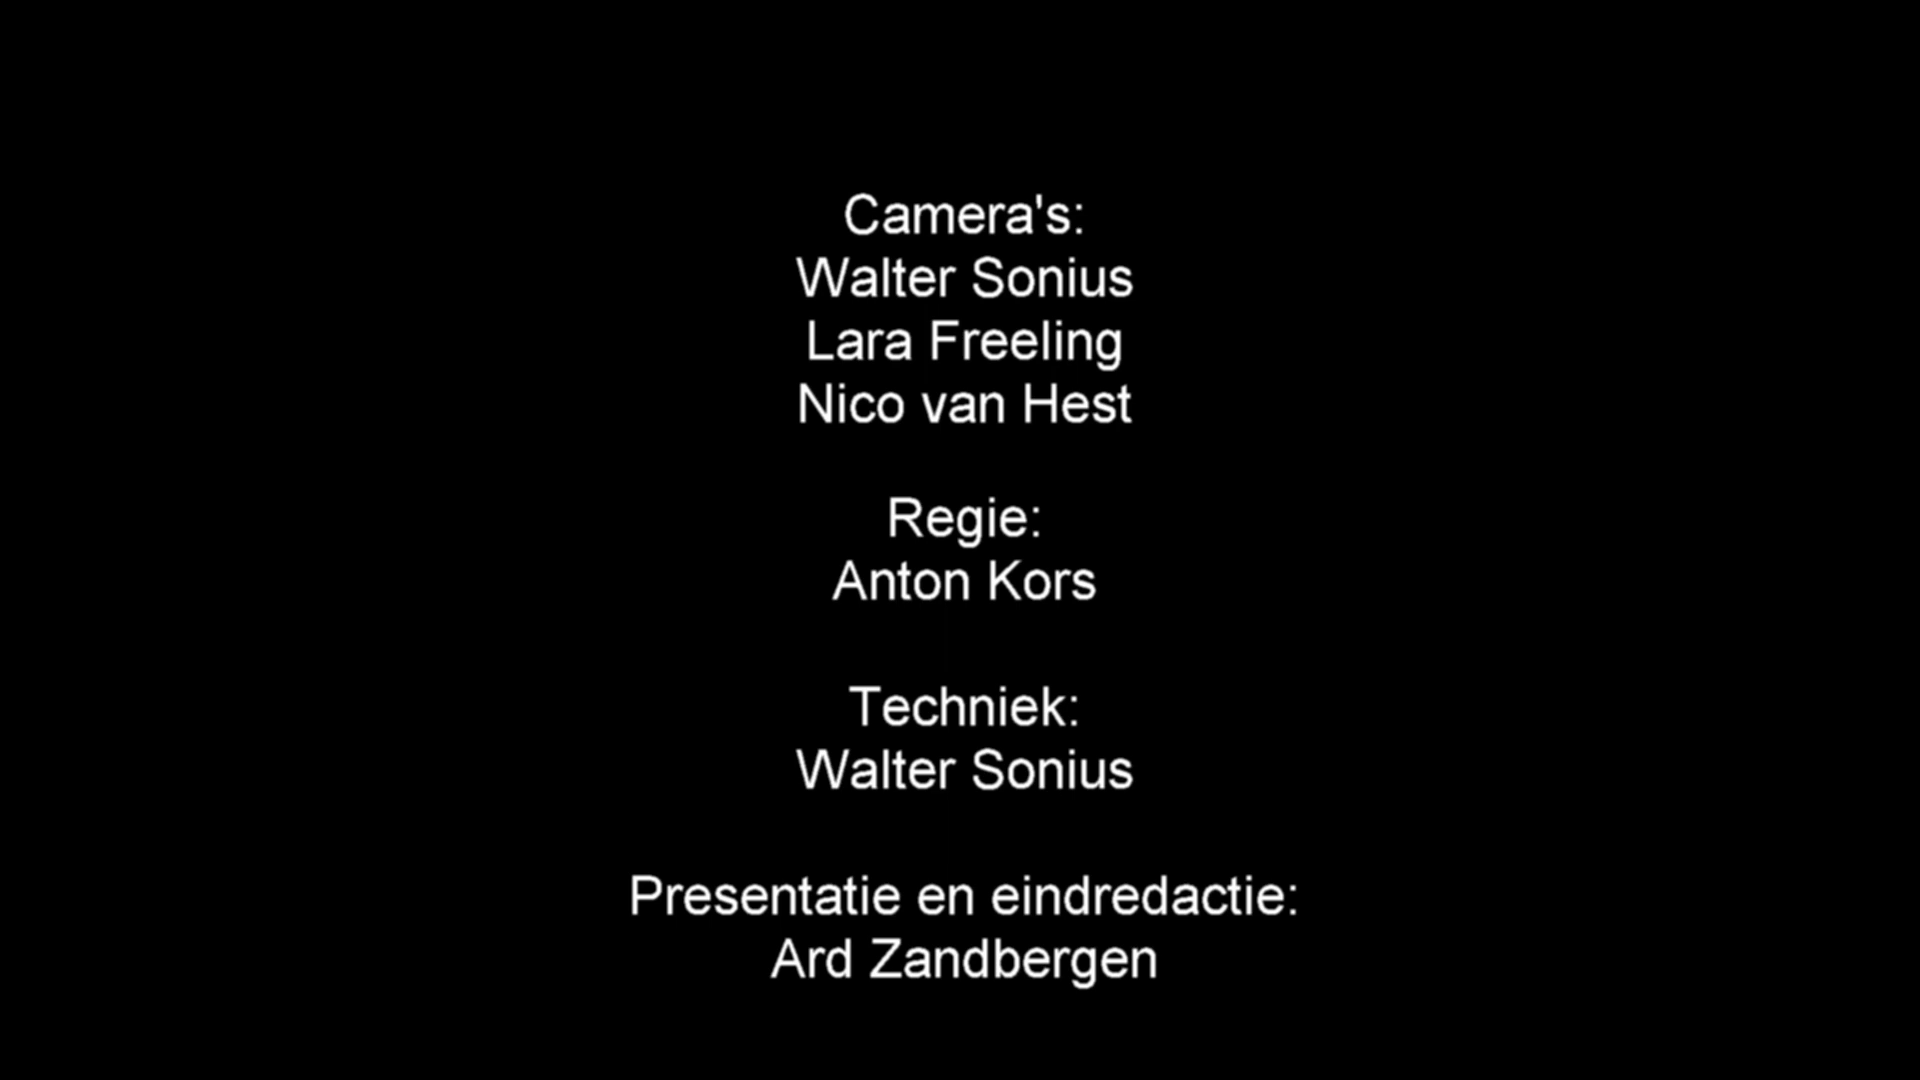 Camera's:
Walter Sonius
Lara Freeling
Nico van Hest
Regie:
Anton Kors
Techniek:
Walter Sonius
Presentatie en eindredactie:
Ard Zandbergen